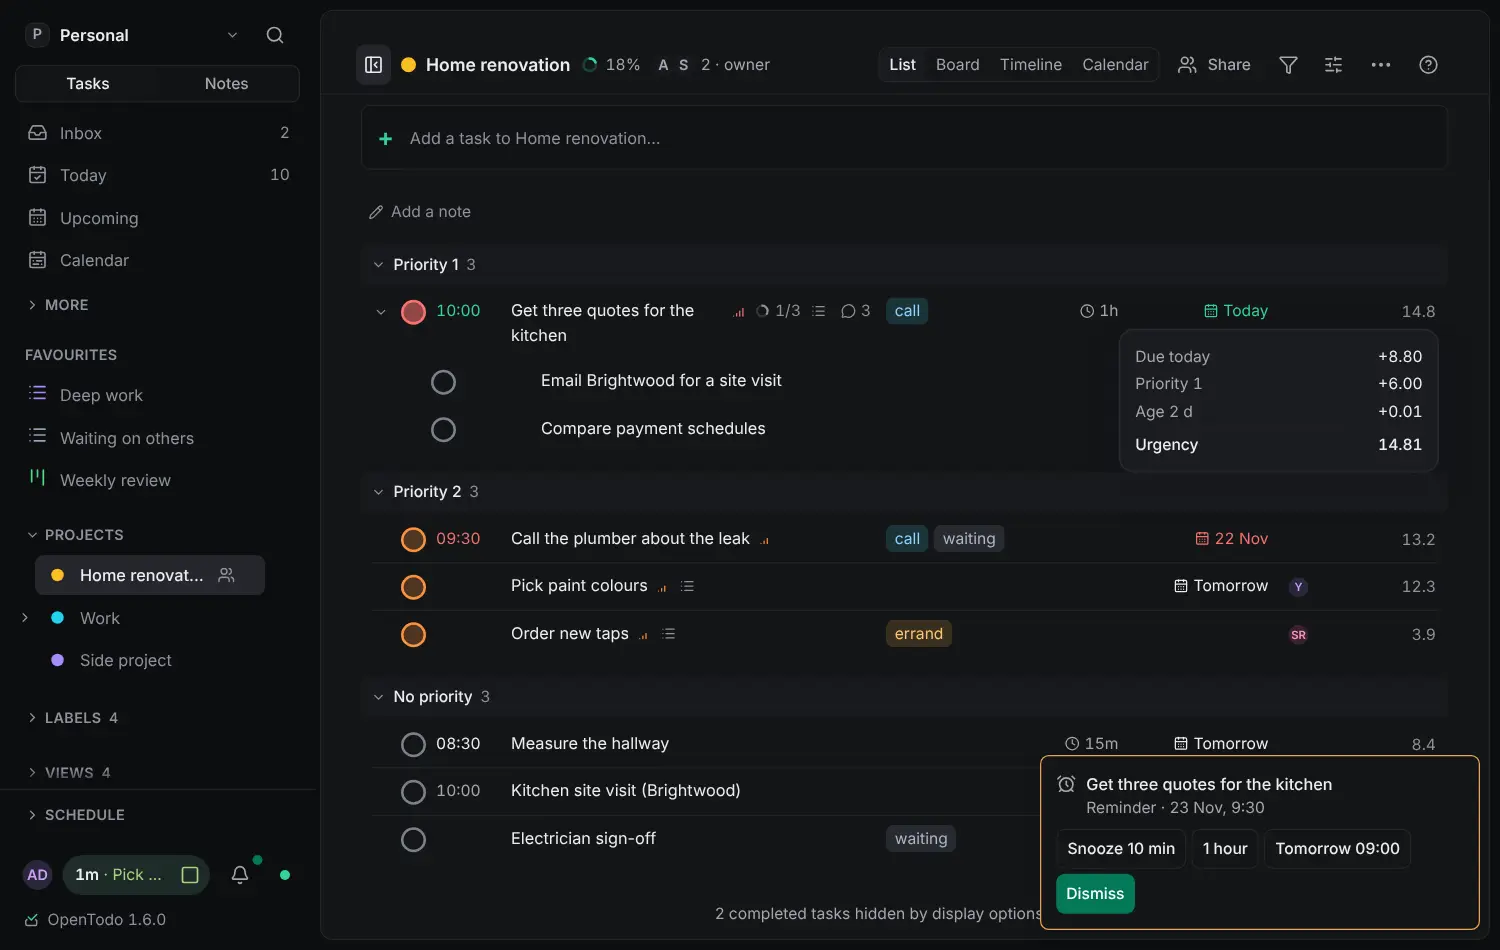 P Personal
Tasks Notes
Inbox 2
Today 10
Upcoming
Calendar
MORE
FAVOURITES
Deep work
Waiting on others
Weekly review
PROJECTS
Home renovat...
Work
Side project
LABELS 4
VIEWS 4
SCHEDULE
AD 1m · Pick ...
OpenTodo 1.6.0
Home renovation 18% A S 2 · owner List Board Timeline Calendar Share
Add a task to Home renovation...
Add a note
Priority 1 3
10:00 Get three quotes for the kitchen 1/3 3 call 1h Today 14.8
Email Brightwood for a site visit
Compare payment schedules
Due today +8.80
Priority 1 +6.00
Age 2 d +0.01
Urgency 14.81
Priority 2 3
09:30 Call the plumber about the leak call waiting 22 Nov 13.2
Pick paint colours Tomorrow Y 12.3
Order new taps errand SR 3.9
No priority 3
08:30 Measure the hallway 15m Tomorrow 8.4
10:00 Kitchen site visit (Brightwood)
Electrician sign-off waiting
2 completed tasks hidden by display options
Get three quotes for the kitchen
Reminder · 23 Nov, 9:30
Snooze 10 min 1 hour Tomorrow 09:00
Dismiss